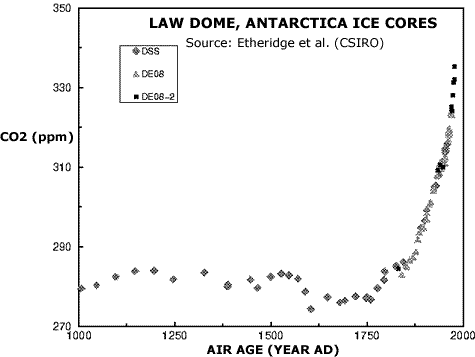 LAW DOME, ANTARCTICA ICE CORES
Source: Etheridge et al. (CSIRO)
DSS
DE08
DE08-2
CO2 (ppm)
350
330
310
290
270
1000
1250
1500
1750
2000
AIR AGE (YEAR AD)